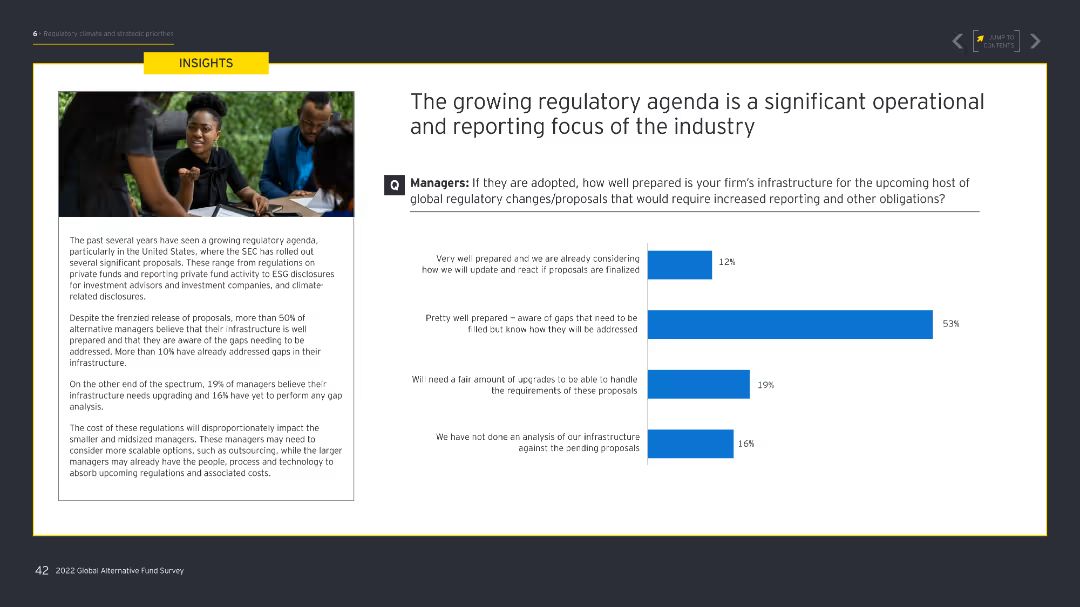 6 - Regulatory climate and strategic priorities
JUMP TO
CONTENTS
INSIGHTS
The past several years have seen a growing regulatory agenda,
particularly in the United States, where the SEC has rolled out
several significant proposals. These range from regulations on
private funds and reporting private fund activity to ESG disclosures
for investment advisors and investment companies, and climate-
related disclosures.
Despite the frenzied release of proposals, more than 50% of
alternative managers believe that their infrastructure is well
prepared and that they are aware of the gaps needing to be
addressed. More than 10% have already addressed gaps in their
infrastructure.
On the other end of the spectrum, 19% of managers believe their
infrastructure needs upgrading and 16% have yet to perform any gap
analysis.
The cost of these regulations will disproportionately impact the
smaller and midsized managers. These managers may need to
consider more scalable options, such as outsourcing, while the larger
managers may already have the people, process and technology to
absorb upcoming regulations and associated costs.
The growing regulatory agenda is a significant operational
and reporting focus of the industry
Q Managers: If they are adopted, how well prepared is your firm's infrastructure for the upcoming host of
global regulatory changes/proposals that would require increased reporting and other obligations?
Very well prepared and we are already considering
how we will update and react if proposals are finalized
12%
Pretty well prepared – aware of gaps that need to be
filled but know how they will be addressed
53%
Will need a fair amount of upgrades to be able to handle
the requirements of these proposals
19%
We have not done an analysis of our infrastructure
against the pending proposals
16%
42 2022 Global Alternative Fund Survey